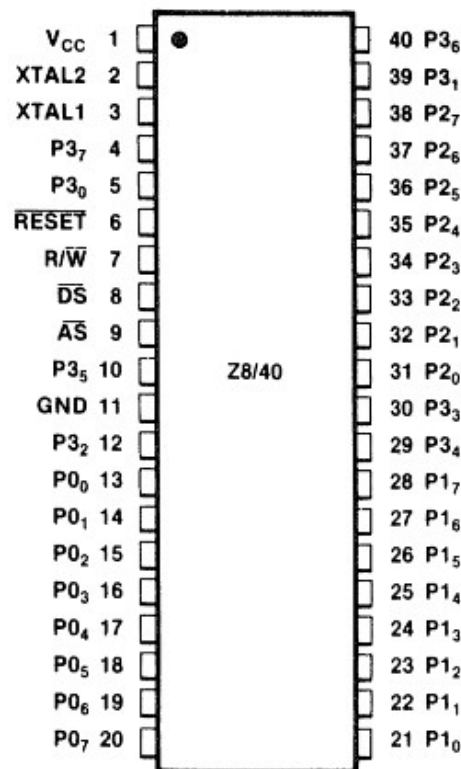 V_CC 1 40 P3₆
XTAL2 2 39 P3₁
XTAL1 3 38 P2₇
P3₇ 4 37 P2₆
P3₀ 5 36 P2₅
R̅E̅S̅E̅T̅ 6 35 P2₄
R/W̅ 7 34 P2₃
D̅S̅ 8 33 P2₂
A̅S̅ 9 32 P2₁
P3₅ 10 Z8/40 31 P2₀
GND 11 30 P3₃
P3₂ 12 29 P3₄
P0₀ 13 28 P1₇
P0₁ 14 27 P1₆
P0₂ 15 26 P1₅
P0₃ 16 25 P1₄
P0₄ 17 24 P1₃
P0₅ 18 23 P1₂
P0₆ 19 22 P1₁
P0₇ 20 21 P1₀